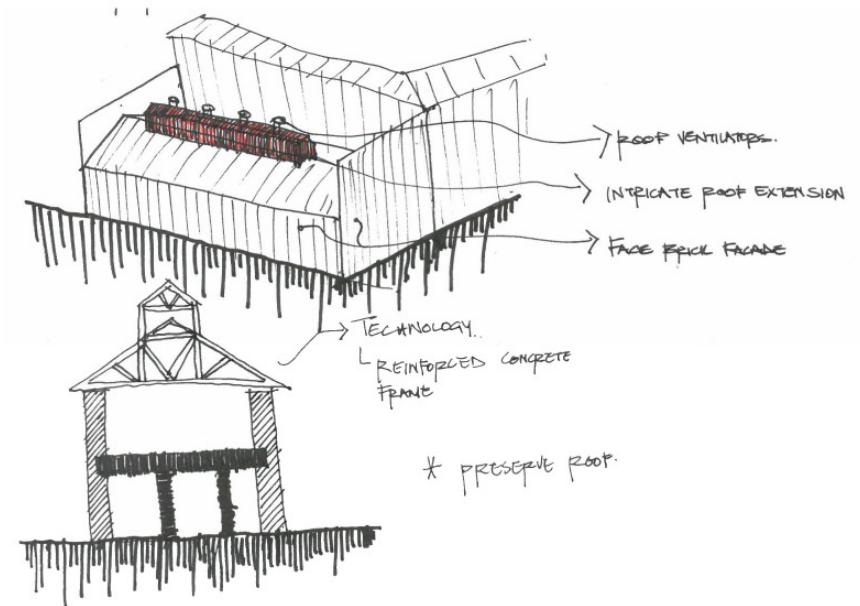 ROOF VENTILATORS.
INTRICATE ROOF EXTENSION
FACE BRICK FACADE
TECHNOLOGY.
REINFORCED CONCRETE
FRAME
* PRESERVE ROOF.